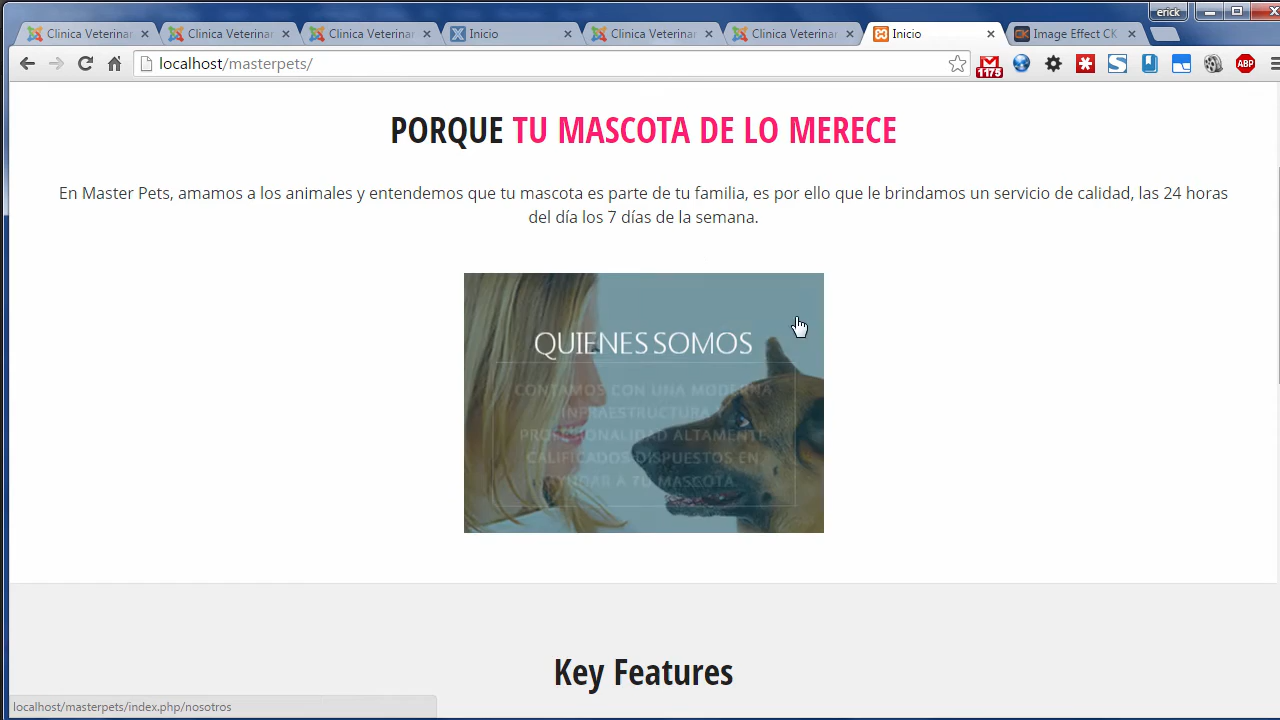 erick
Clinica Veterinar
Clinica Veterinar
Clinica Veterinar
Inicio
Clinica Veterinar
Clinica Veterinar
Inicio
Image Effect CK
localhost/masterpets/
1175
ABP
PORQUE TU MASCOTA DE LO MERECE
En Master Pets, amamos a los animales y entendemos que tu mascota es parte de tu familia, es por ello que le brindamos un servicio de calidad, las 24 horas
del día los 7 días de la semana.
QUIENES SOMOS
CONTAMOS CON UNA MODERNA
INFRAESTRUCTURA
PROFESIONALIDAD ALTAMENTE
CALIFICADOS DISPUESTOS EN
AYUDAR A TU MASCOTA
Key Features
localhost/masterpets/index.php/nosotros